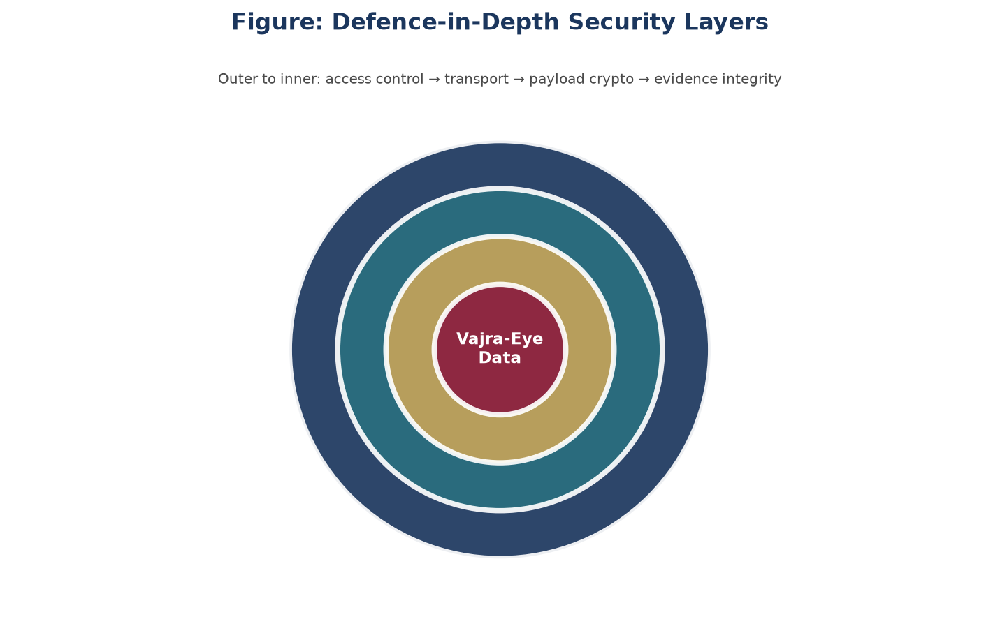 Figure: Defence-in-Depth Security Layers
Outer to inner: access control → transport → payload crypto → evidence integrity
Vajra-Eye
Data